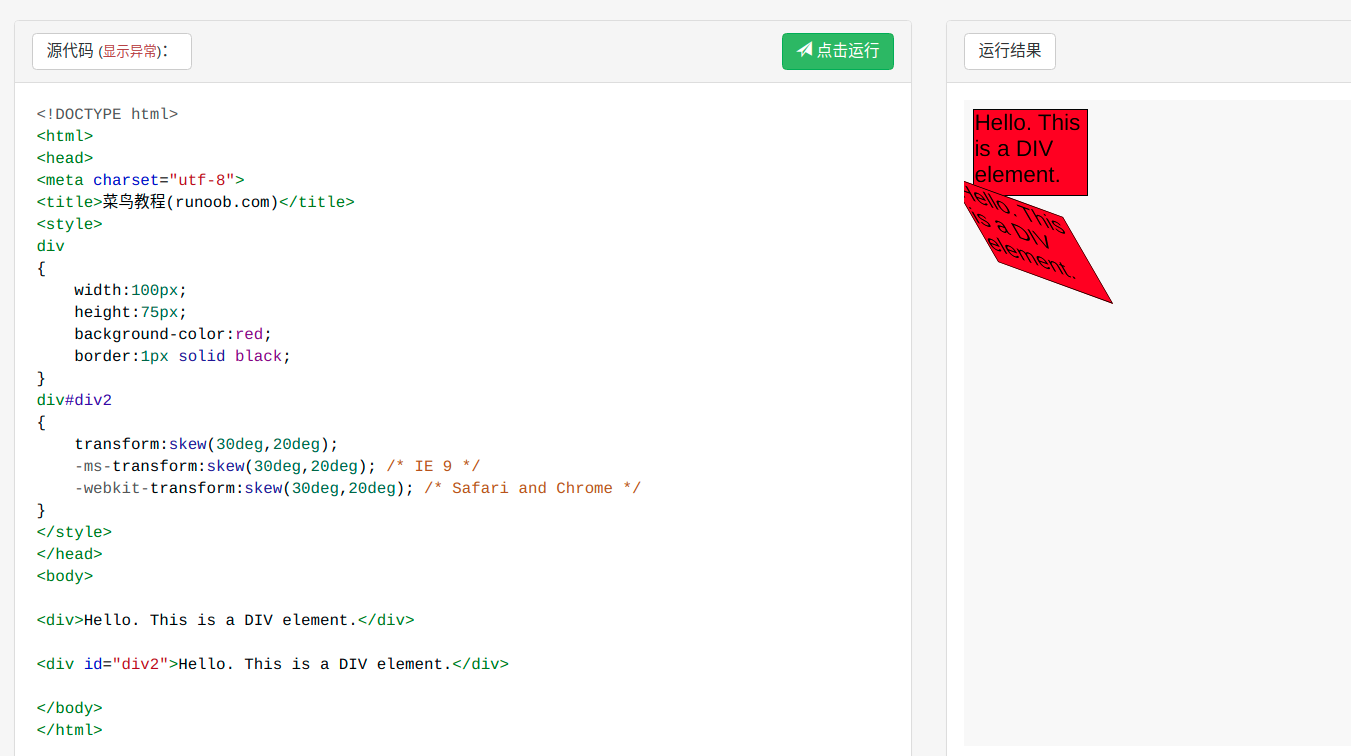 源代码 (显示异常)：
点击运行
<!DOCTYPE html>
<html>
<head>
<meta charset="utf-8">
<title>菜鸟教程(runoob.com)</title>
<style>
div
{
    width:100px;
    height:75px;
    background-color:red;
    border:1px solid black;
}
div#div2
{
    transform:skew(30deg,20deg);
    -ms-transform:skew(30deg,20deg); /* IE 9 */
    -webkit-transform:skew(30deg,20deg); /* Safari and Chrome */
}
</style>
</head>
<body>
<div>Hello. This is a DIV element.</div>
<div id="div2">Hello. This is a DIV element.</div>
</body>
</html>
运行结果
Hello. This
is a DIV
element.
Hello. This
is a DIV
element.